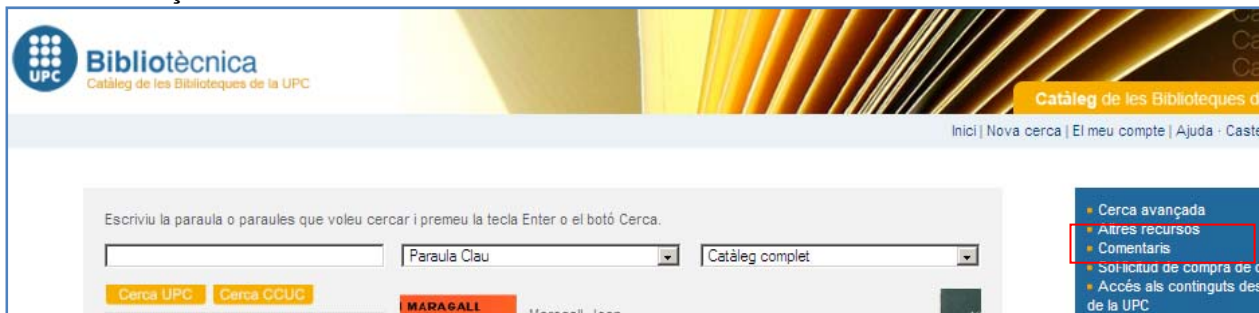 UPC
Bibliotècnica
Catàleg de les Biblioteques de la UPC
Catàleg de les Biblioteques d
Inici | Nova cerca | El meu compte | Ajuda · Caste
Escriviu la paraula o paraules que voleu cercar i premeu la tecla Enter o el botó Cerca.
Paraula Clau
Catàleg complet
Cerca UPC
Cerca CCUC
MARAGALL
Cerca avançada
Altres recursos
Comentaris
Sol·licitud de compra de
Accés als continguts des
de la UPC